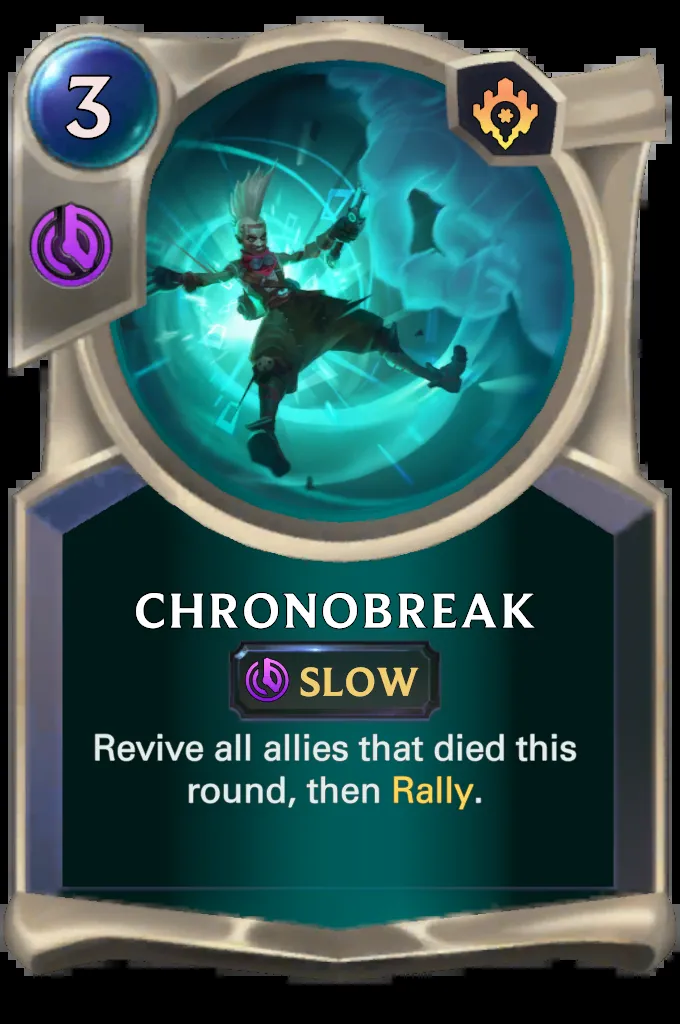 3
CHRONOBREAK
SLOW
Revive all allies that died this
round, then Rally.